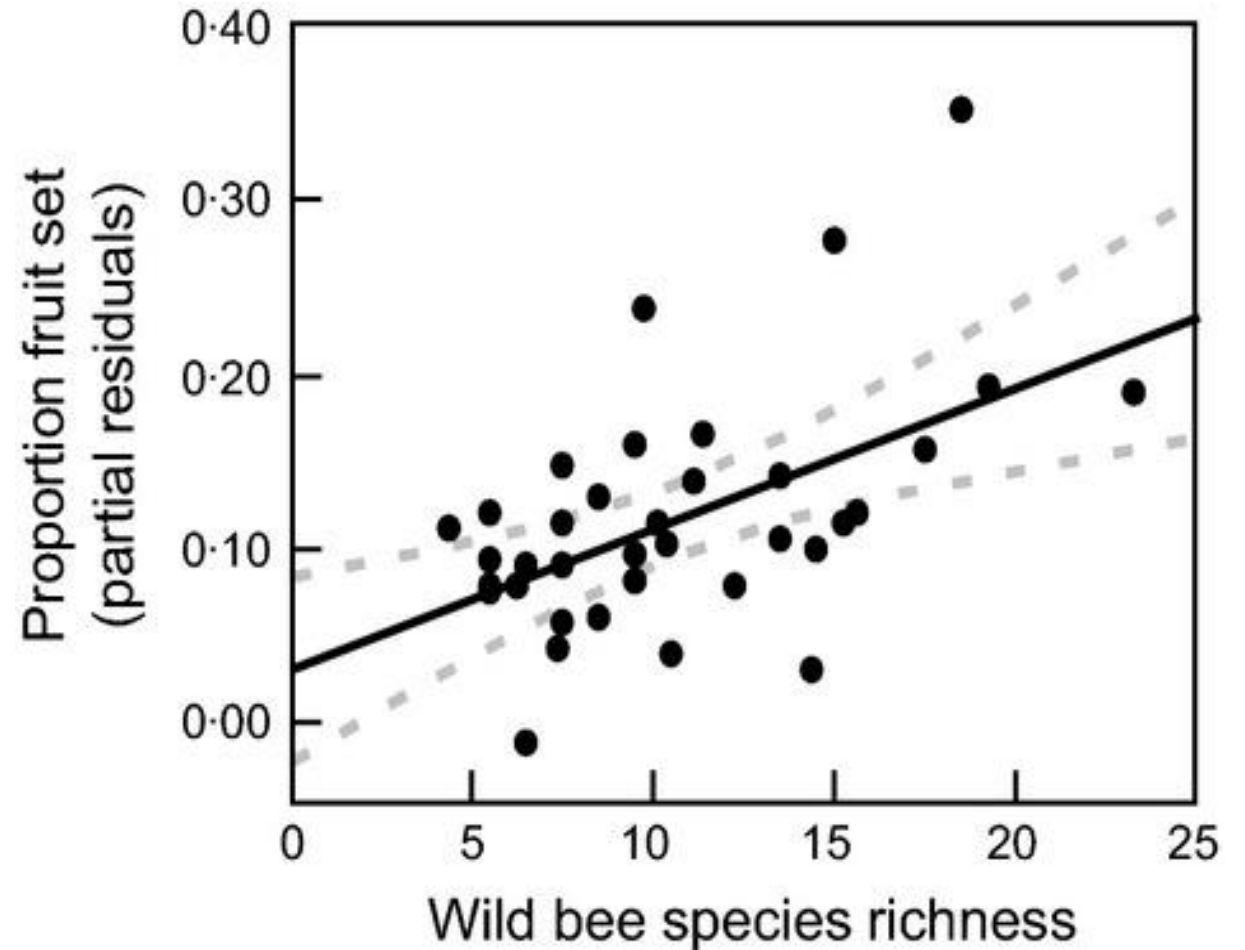 0·40
0·30
0·20
0·10
0·00
Proportion fruit set
(partial residuals)
0 5 10 15 20 25
Wild bee species richness